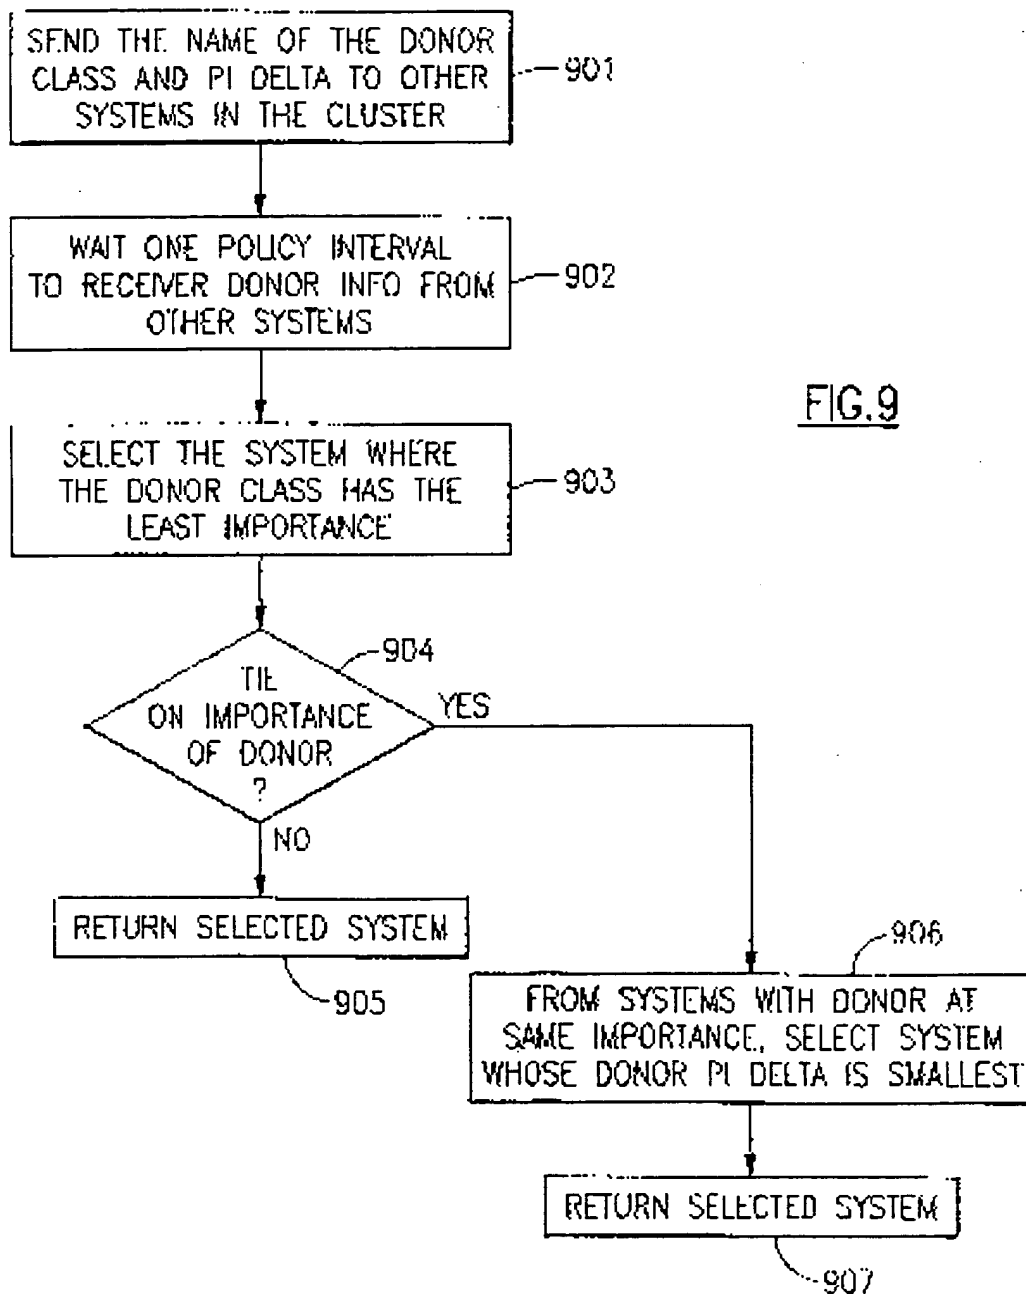 SEND THE NAME OF THE DONOR
CLASS AND PI DELTA TO OTHER
SYSTEMS IN THE CLUSTER
901
WAIT ONE POLICY INTERVAL
TO RECEIVER DONOR INFO FROM
OTHER SYSTEMS
902
FIG.9
SELECT THE SYSTEM WHERE
THE DONOR CLASS HAS THE
LEAST IMPORTANCE
903
904
TIE
ON IMPORTANCE
OF DONOR
?
YES
NO
RETURN SELECTED SYSTEM
905
906
FROM SYSTEMS WITH DONOR AT
SAME IMPORTANCE, SELECT SYSTEM
WHOSE DONOR PI DELTA IS SMALLEST
RETURN SELECTED SYSTEM
907